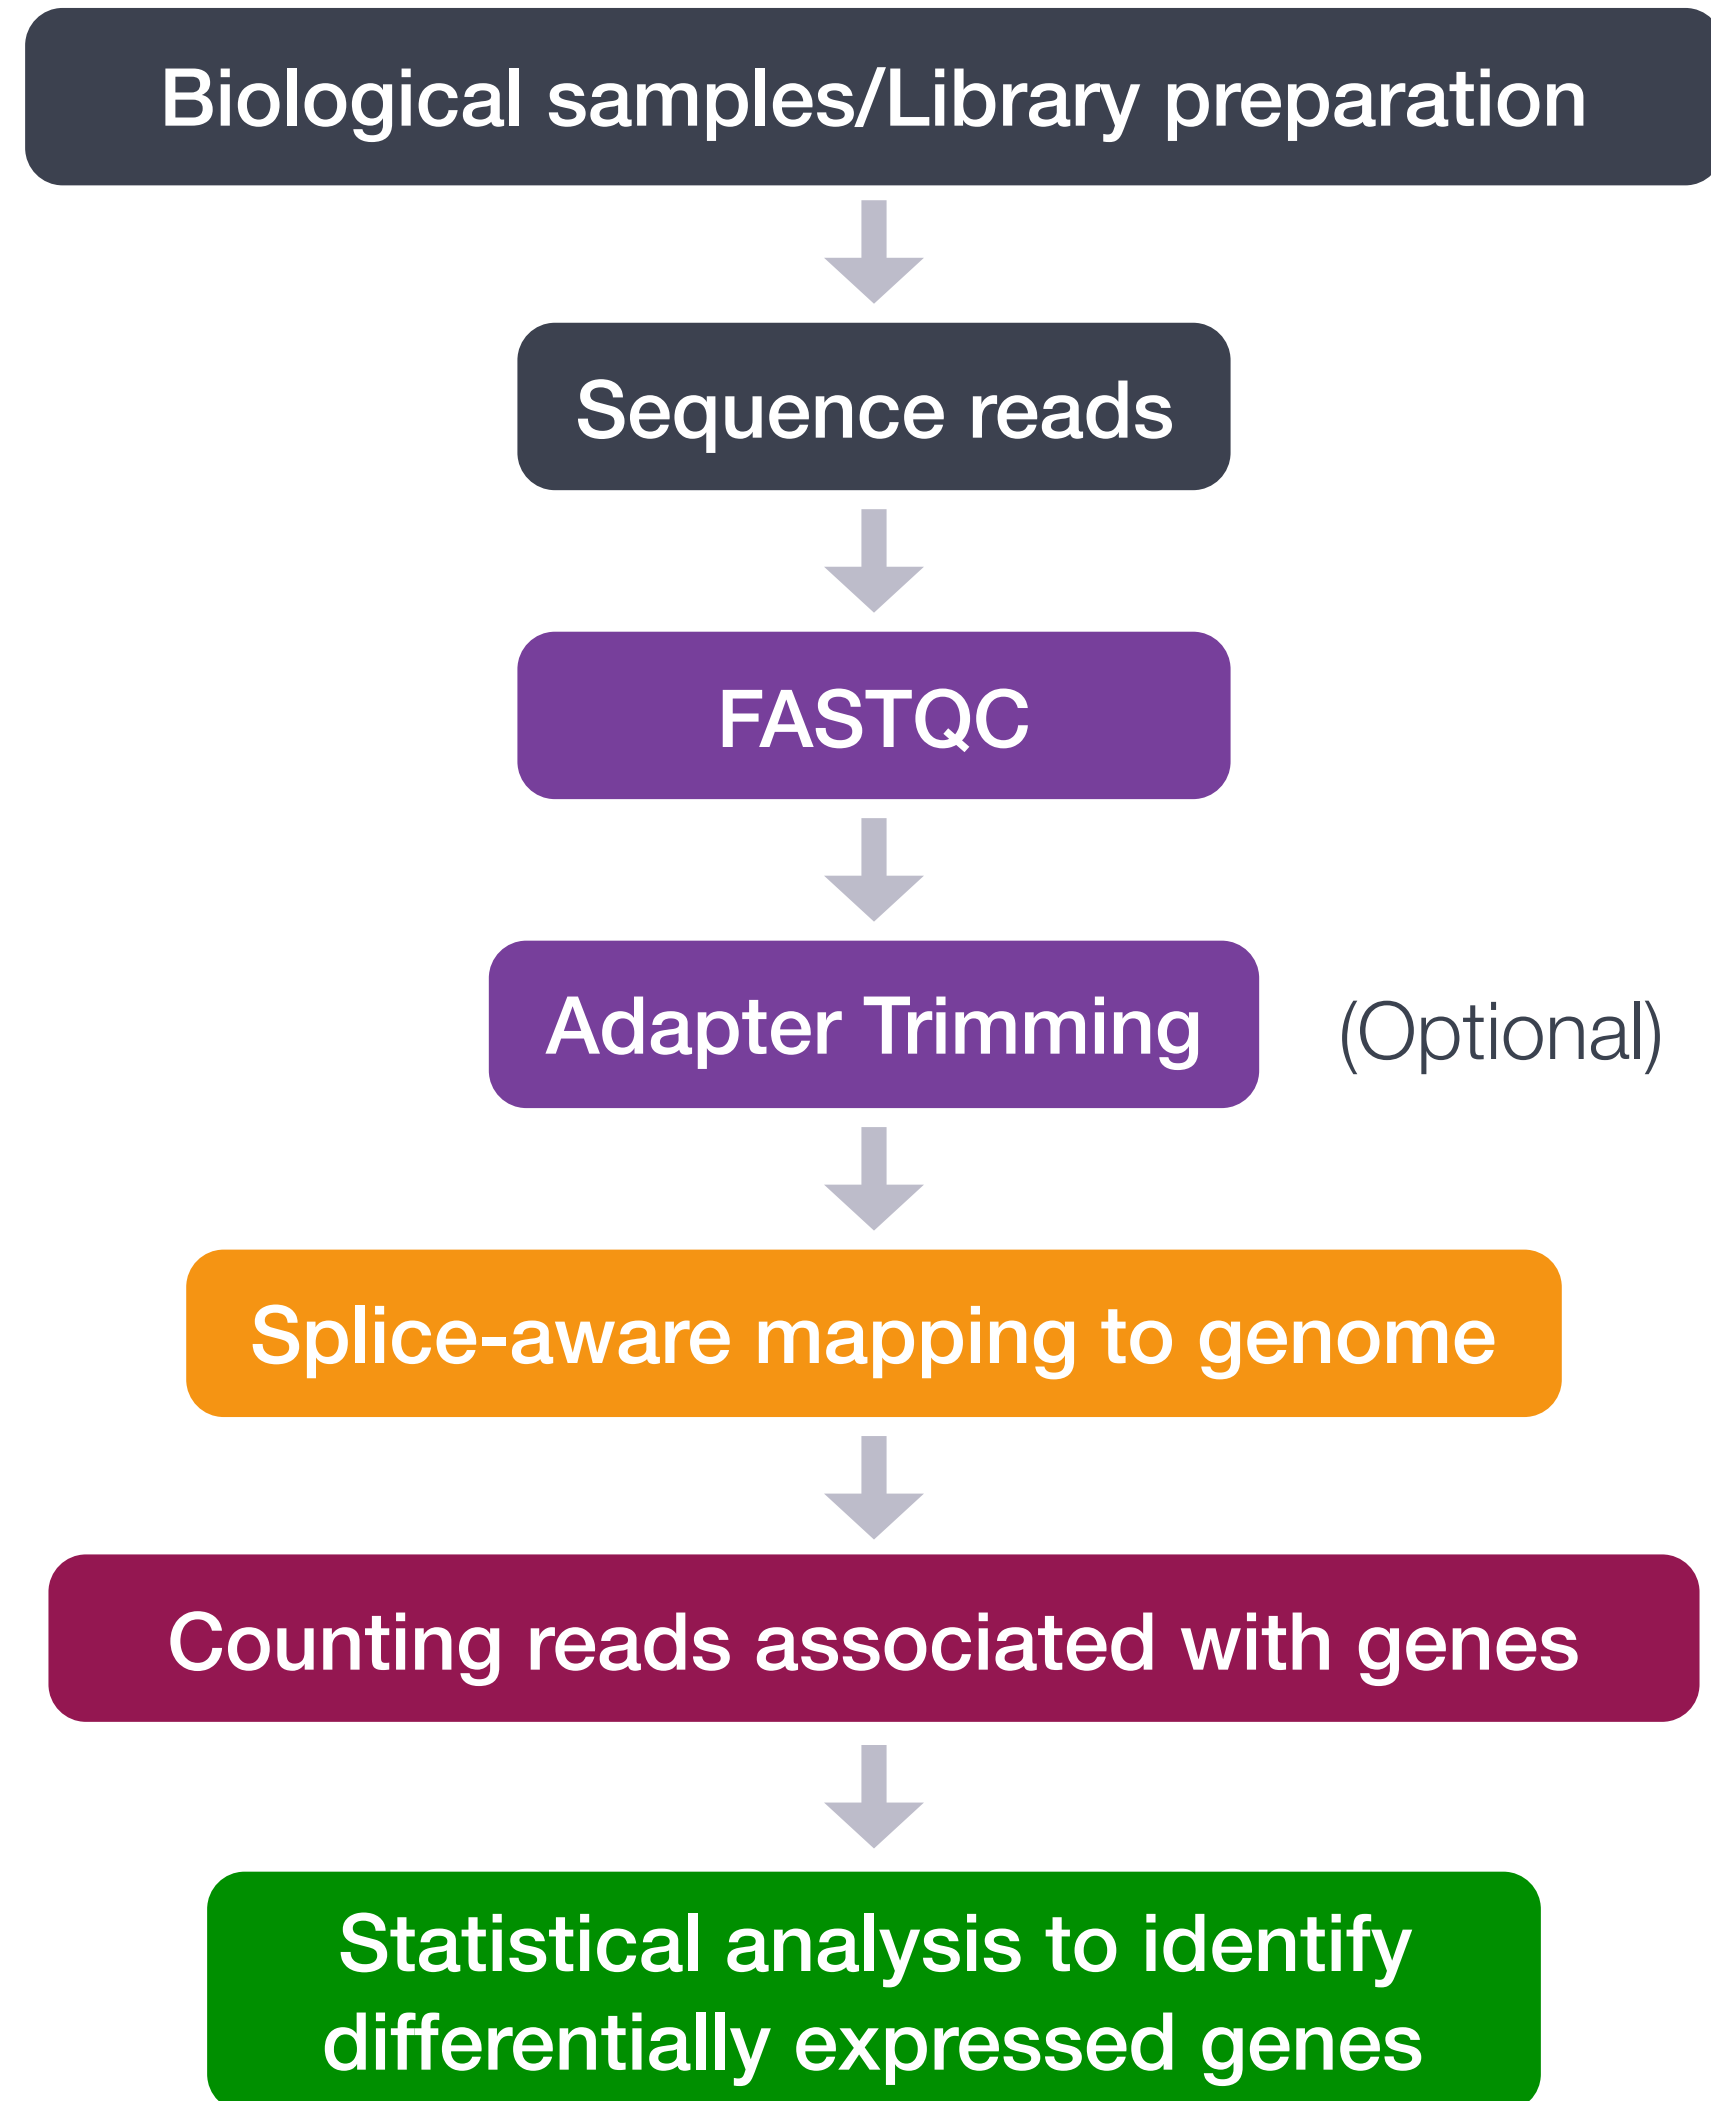 Biological samples/Library preparation
Sequence reads
FASTQC
Adapter Trimming (Optional)
Splice-aware mapping to genome
Counting reads associated with genes
Statistical analysis to identify
differentially expressed genes